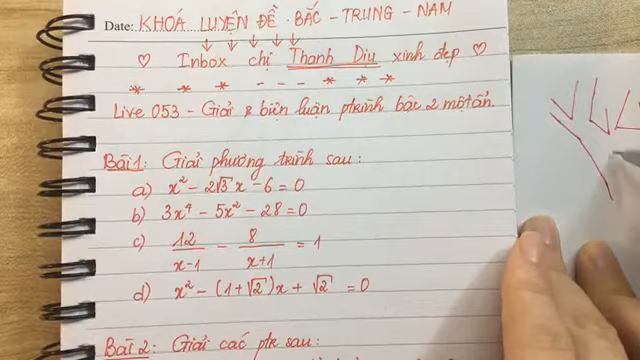 Date: KHOÁ LUYỆN ĐỀ. BẮC - TRUNG - NAM
♡ Inbox chị Thanh Dịu xinh đẹp ♡
* * * - - - * * *
Live 053 - Giải & biện luận ptrình bậc 2 một ẩn.
Bài 1: Giải phương trình sau:
a) x² - 2√3 x - 6 = 0
b) 3x⁴ - 5x² - 28 = 0
c) 12/(x-1) - 8/(x+1) = 1
d) x² - (1+√2)x + √2 = 0
Bài 2: Giải các ptr sau: